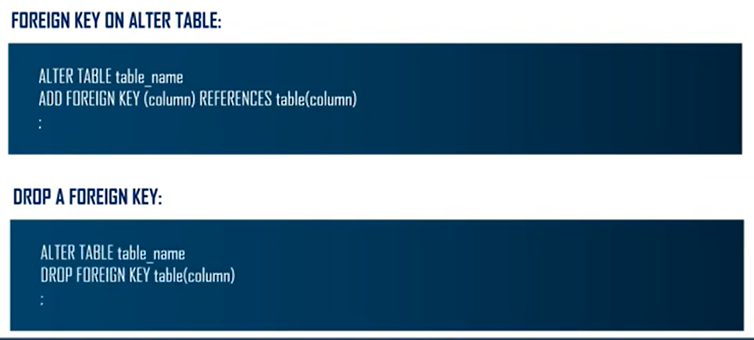 FOREIGN KEY ON ALTER TABLE:
ALTER TABLE table_name
ADD FOREIGN KEY (column) REFERENCES table(column)
;
DROP A FOREIGN KEY:
ALTER TABLE table_name
DROP FOREIGN KEY table(column)
;